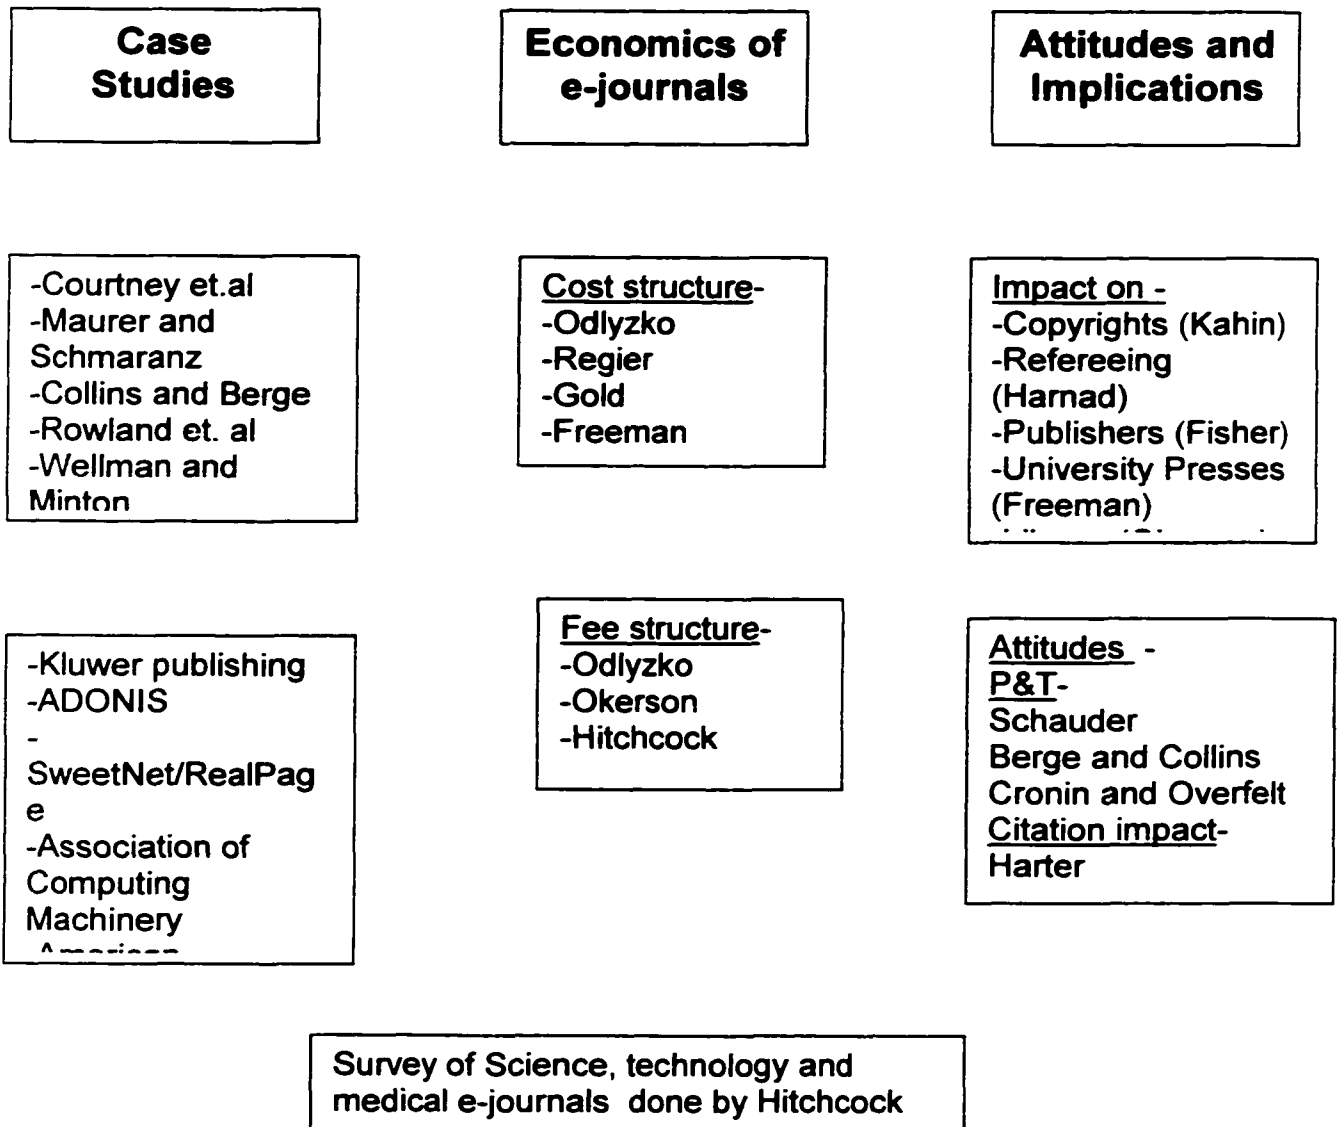 Case
Studies
Economics of
e-journals
Attitudes and
Implications
-Courtney et.al
-Maurer and
Schmaranz
-Collins and Berge
-Rowland et. al
-Wellman and
Minton
Cost structure-
-Odlyzko
-Regier
-Gold
-Freeman
Impact on -
-Copyrights (Kahin)
-Refereeing
(Harnad)
-Publishers (Fisher)
-University Presses
(Freeman)
-Kluwer publishing
-ADONIS
-
SweetNet/RealPag
e
-Association of
Computing
Machinery
-American
Fee structure-
-Odlyzko
-Okerson
-Hitchcock
Attitudes -
P&T-
Schauder
Berge and Collins
Cronin and Overfelt
Citation impact-
Harter
Survey of Science, technology and
medical e-journals done by Hitchcock